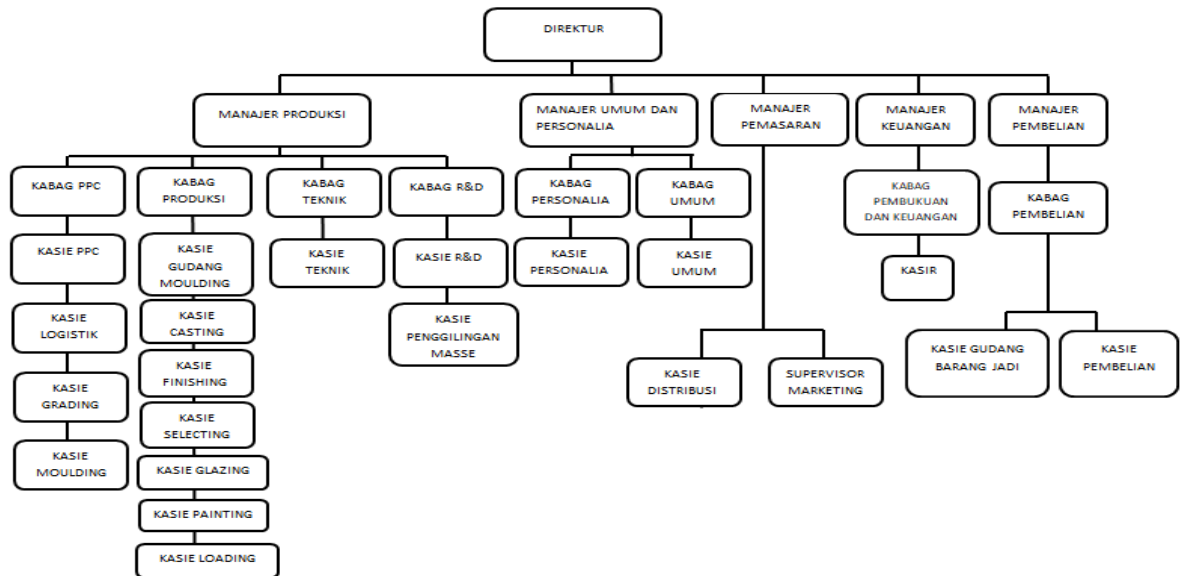 DIREKTUR
MANAJER PRODUKSI
MANAJER UMUM DAN
PERSONALIA
MANAJER
PEMASARAN
MANAJER
KEUANGAN
MANAJER
PEMBELIAN
KABAG PPC
KABAG
PRODUKSI
KABAG
TEKNIK
KABAG R&D
KABAG
PERSONALIA
KABAG
UMUM
KABAG
PEMBUKUAN
DAN KEUANGAN
KABAG
PEMBELIAN
KASIE PPC
KASIE
GUDANG
MOULDING
KASIE
TEKNIK
KASIE R&D
KASIE
PERSONALIA
KASIE
UMUM
KASIR
KASIE
LOGISTIK
KASIE
CASTING
KASIE
PENGGILINGAN
MASSE
KASIE
FINISHING
KASIE
DISTRIBUSI
SUPERVISOR
MARKETING
KASIE GUDANG
BARANG JADI
KASIE
PEMBELIAN
KASIE
GRADING
KASIE
SELECTING
KASIE
MOULDING
KASIE GLAZING
KASIE PAINTING
KASIE LOADING